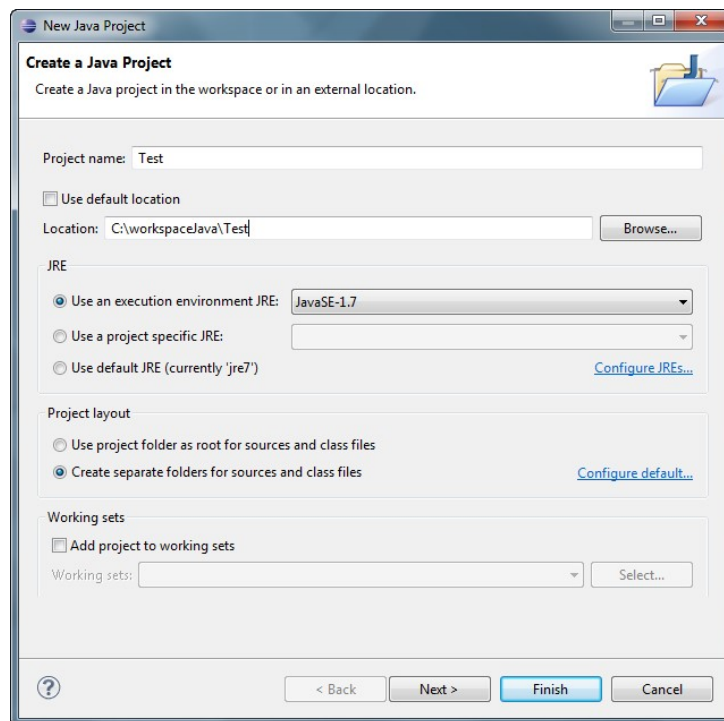 New Java Project
Create a Java Project
Create a Java project in the workspace or in an external location.
Project name: Test
Use default location
Location: C:\workspaceJava\Test Browse...
JRE
Use an execution environment JRE: JavaSE-1.7
Use a project specific JRE:
Use default JRE (currently 'jre7') Configure JREs...
Project layout
Use project folder as root for sources and class files
Create separate folders for sources and class files Configure default...
Working sets
Add project to working sets
Working sets: Select...
? < Back Next > Finish Cancel